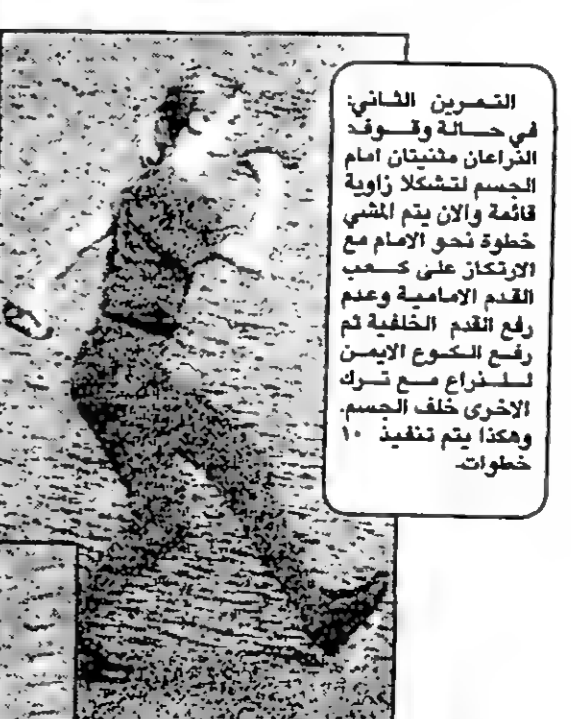 التمرين الثاني:
في حالة وقوف
الذراعان مثنيتان امام
الجسم لتشكلا زاوية
قائمة والان يتم المشي
خطوة نحو الامام مع
الارتكاز على كعب
القدم الامامية وعدم
رفع القدم الخلفية ثم
رفع الكوع الايمن
للذراع مع ترك
الاخرى خلف الجسم.
وهكذا يتم تنفيذ ١٠
خطوات.